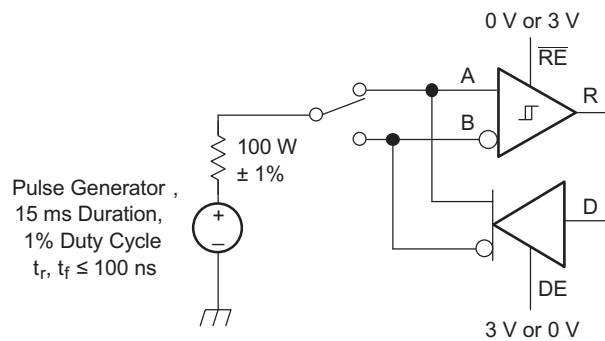 0 V or 3 V
RE
A
R
B
100 W
± 1%
Pulse Generator ,
15 ms Duration,
1% Duty Cycle
tr, tf ≤ 100 ns
+
–
D
DE
3 V or 0 V